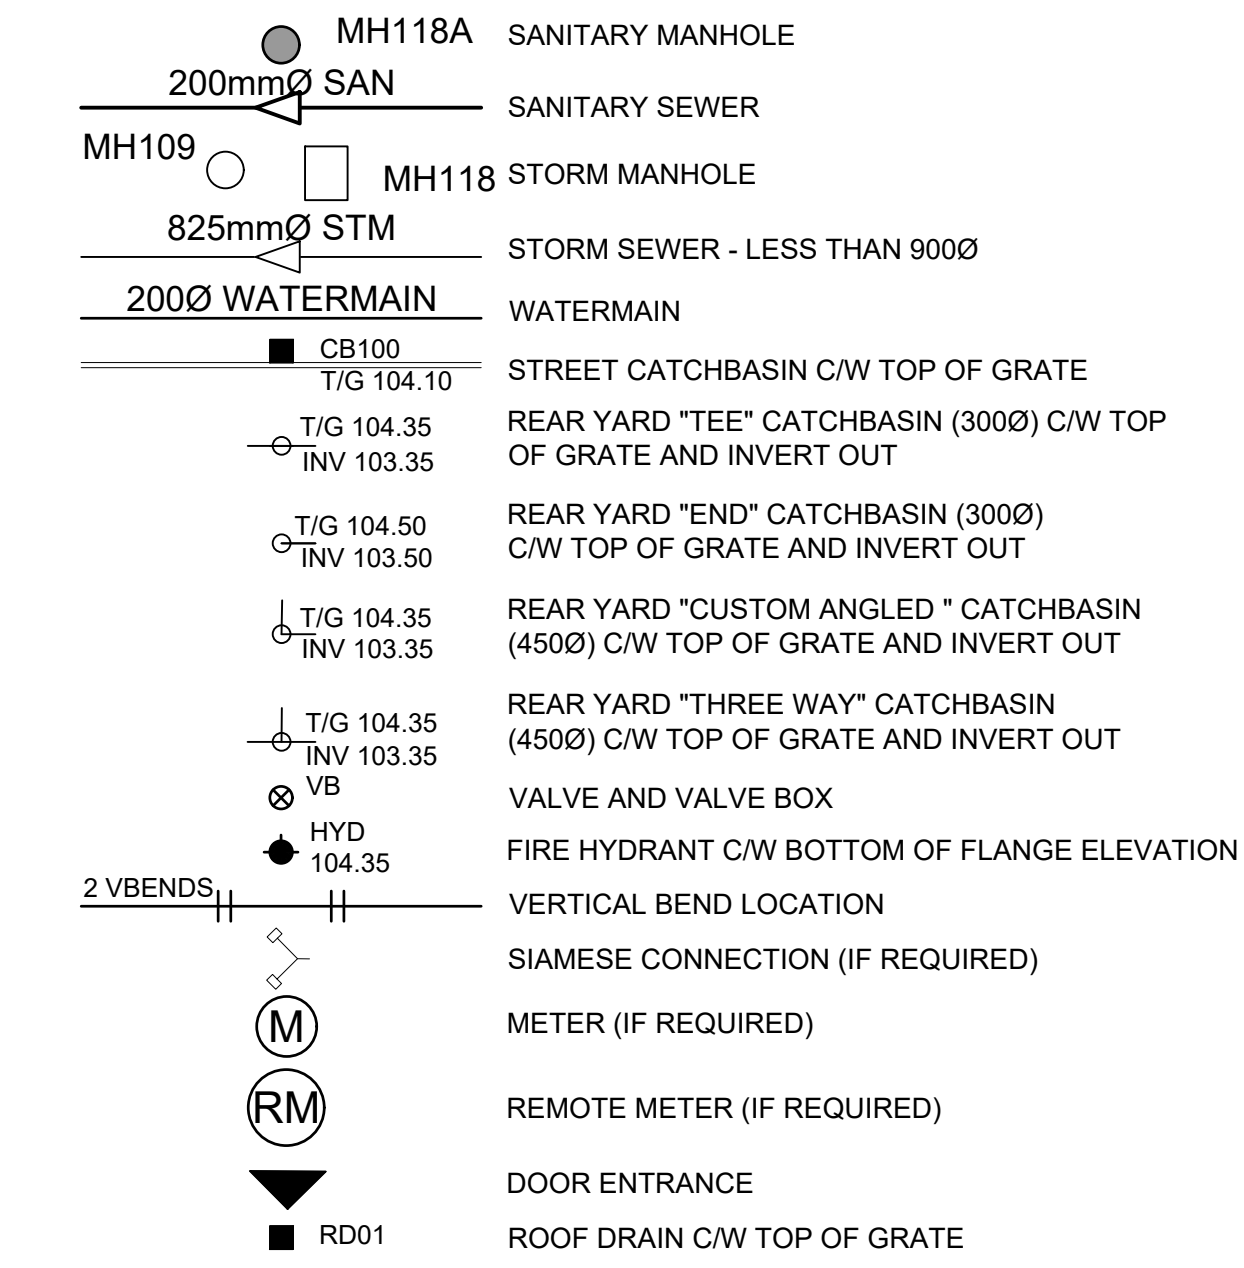 MH118A SANITARY MANHOLE
200mmØ SAN
SANITARY SEWER
MH109
MH118 STORM MANHOLE
825mmØ STM
STORM SEWER - LESS THAN 900Ø
200Ø WATERMAIN
WATERMAIN
CB100
T/G 104.10
STREET CATCHBASIN C/W TOP OF GRATE
T/G 104.35
INV 103.35
REAR YARD "TEE" CATCHBASIN (300Ø) C/W TOP
OF GRATE AND INVERT OUT
T/G 104.50
INV 103.50
REAR YARD "END" CATCHBASIN (300Ø)
C/W TOP OF GRATE AND INVERT OUT
T/G 104.35
INV 103.35
REAR YARD "CUSTOM ANGLED " CATCHBASIN
(450Ø) C/W TOP OF GRATE AND INVERT OUT
T/G 104.35
INV 103.35
REAR YARD "THREE WAY" CATCHBASIN
(450Ø) C/W TOP OF GRATE AND INVERT OUT
VB
VALVE AND VALVE BOX
HYD
104.35
FIRE HYDRANT C/W BOTTOM OF FLANGE ELEVATION
2 VBENDS
VERTICAL BEND LOCATION
SIAMESE CONNECTION (IF REQUIRED)
M
METER (IF REQUIRED)
RM
REMOTE METER (IF REQUIRED)
DOOR ENTRANCE
RD01
ROOF DRAIN C/W TOP OF GRATE